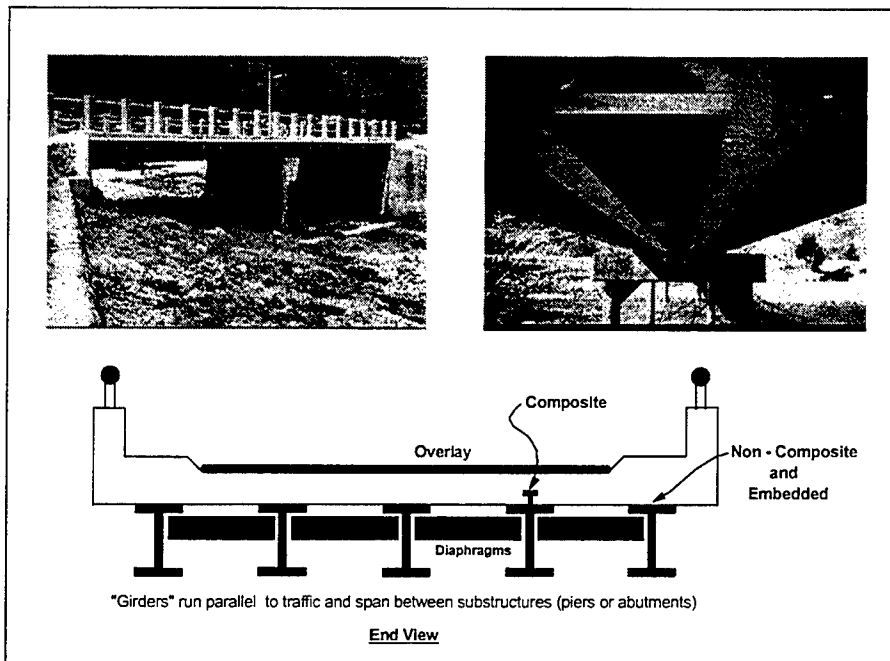 Composite
Overlay
Non - Composite
and
Embedded
Diaphragms
"Girders" run parallel to traffic and span between substructures (piers or abutments)
End View